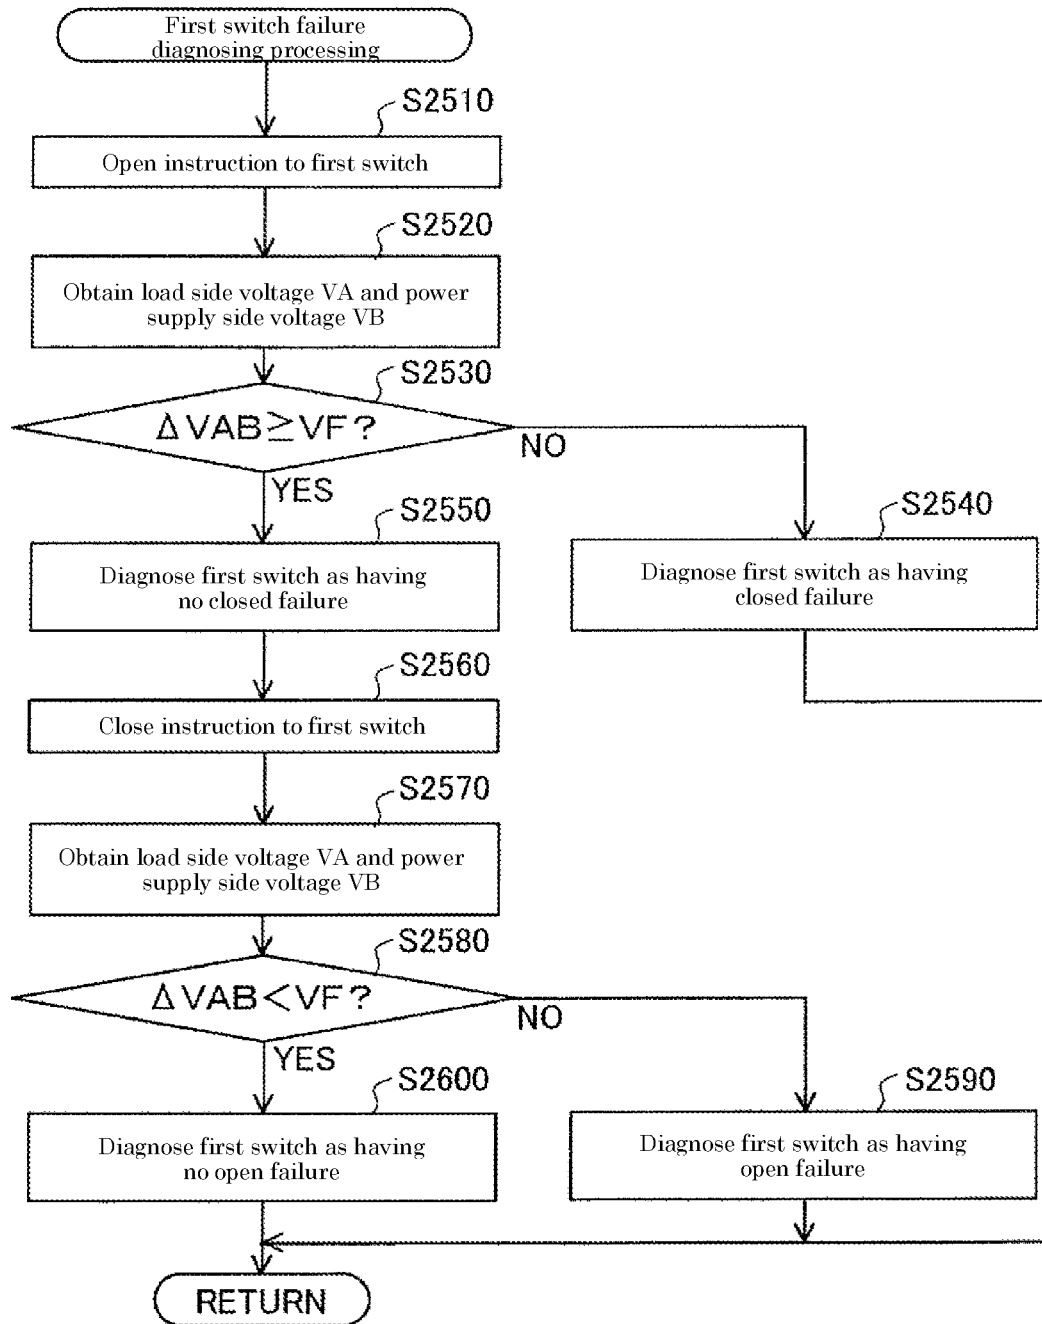 First switch failure
diagnosing processing
S2510
Open instruction to first switch
S2520
Obtain load side voltage VA and power
supply side voltage VB
S2530
Δ VAB≧VF?
NO
YES
S2550
Diagnose first switch as having
no closed failure
S2540
Diagnose first switch as having
closed failure
S2560
Close instruction to first switch
S2570
Obtain load side voltage VA and power
supply side voltage VB
S2580
Δ VAB<VF?
NO
YES
S2600
Diagnose first switch as having
no open failure
S2590
Diagnose first switch as having
open failure
RETURN